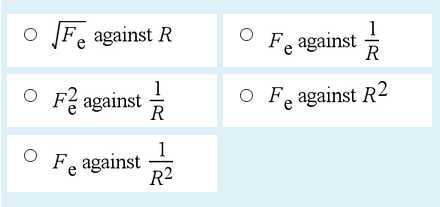 √Fₑ against R
Fₑ against 1/R
Fₑ² against 1/R
Fₑ against R²
Fₑ against 1/R²